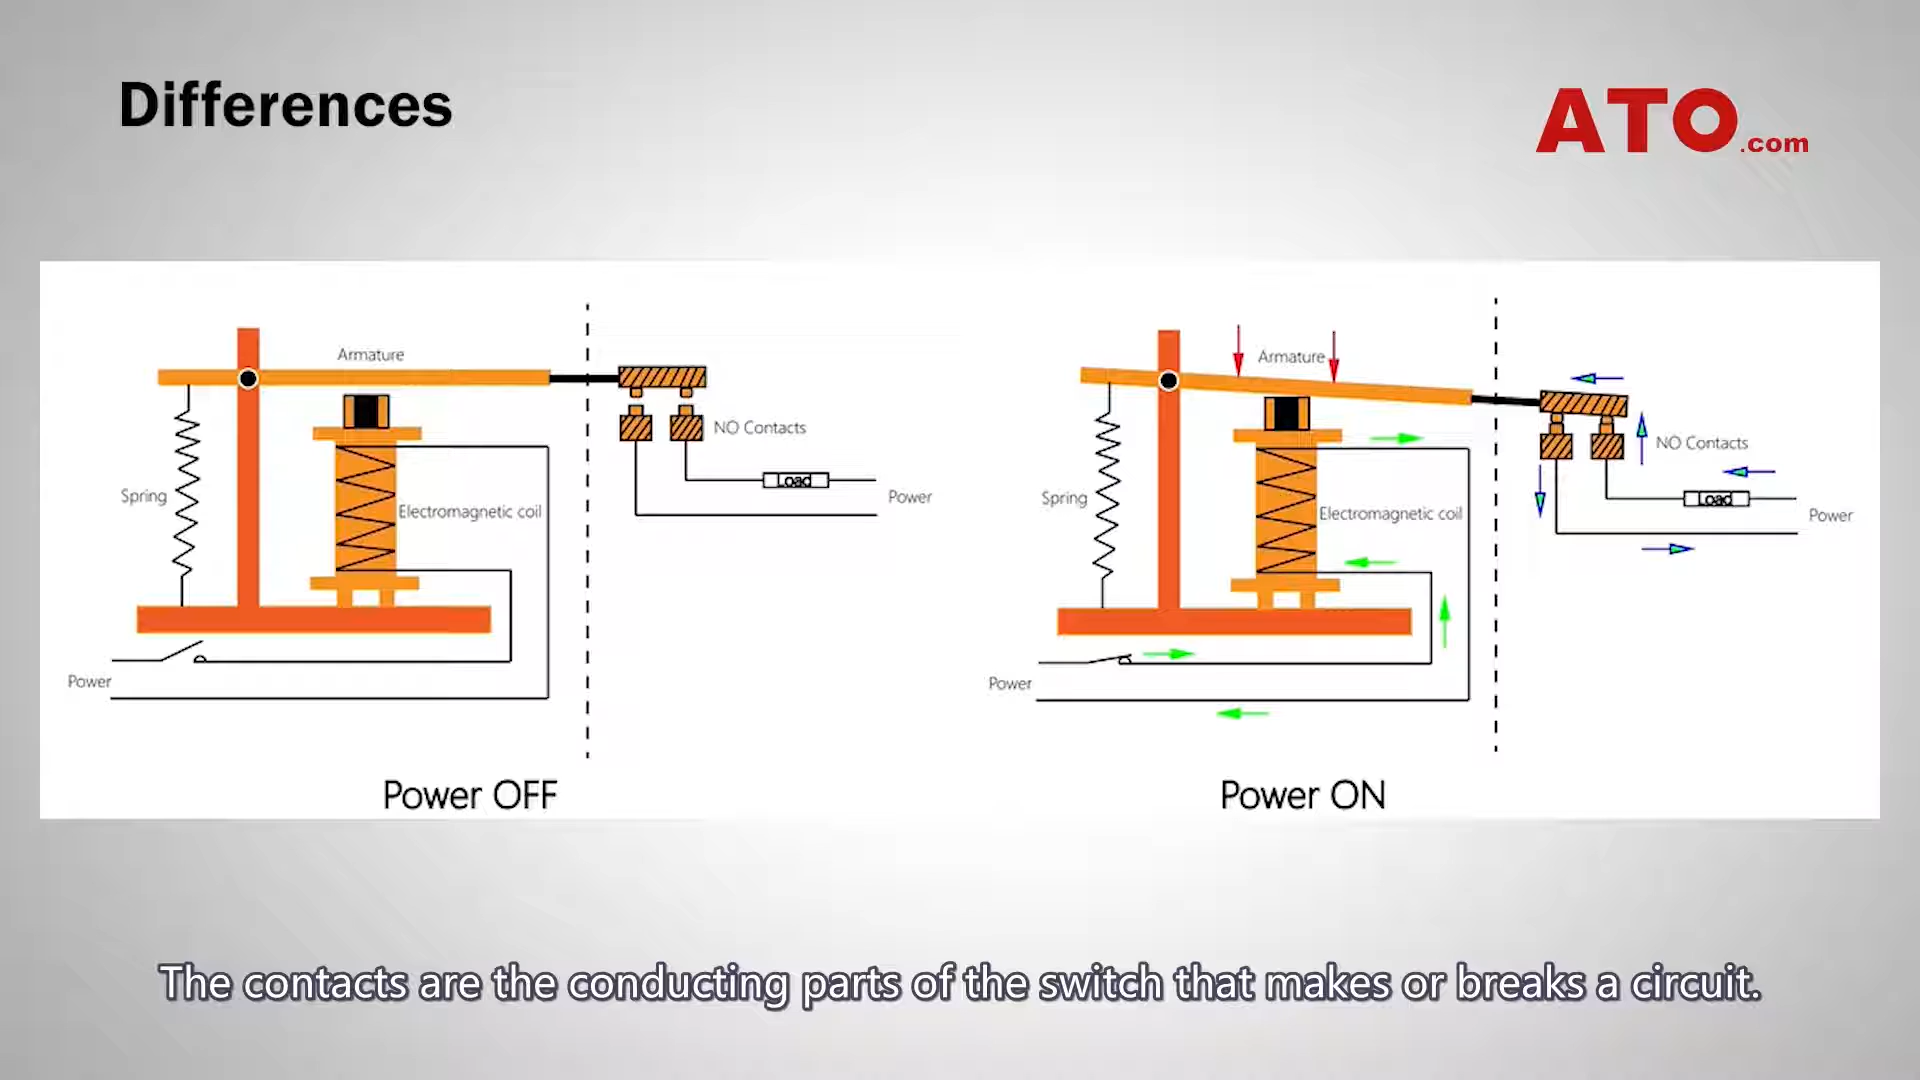 Differences
ATO.com
Armature
NO Contacts
Load
Spring
Electromagnetic coil
Power
Power
Power OFF
Armature
NO Contacts
Load
Spring
Electromagnetic coil
Power
Power
Power ON
The contacts are the conducting parts of the switch that makes or breaks a circuit.